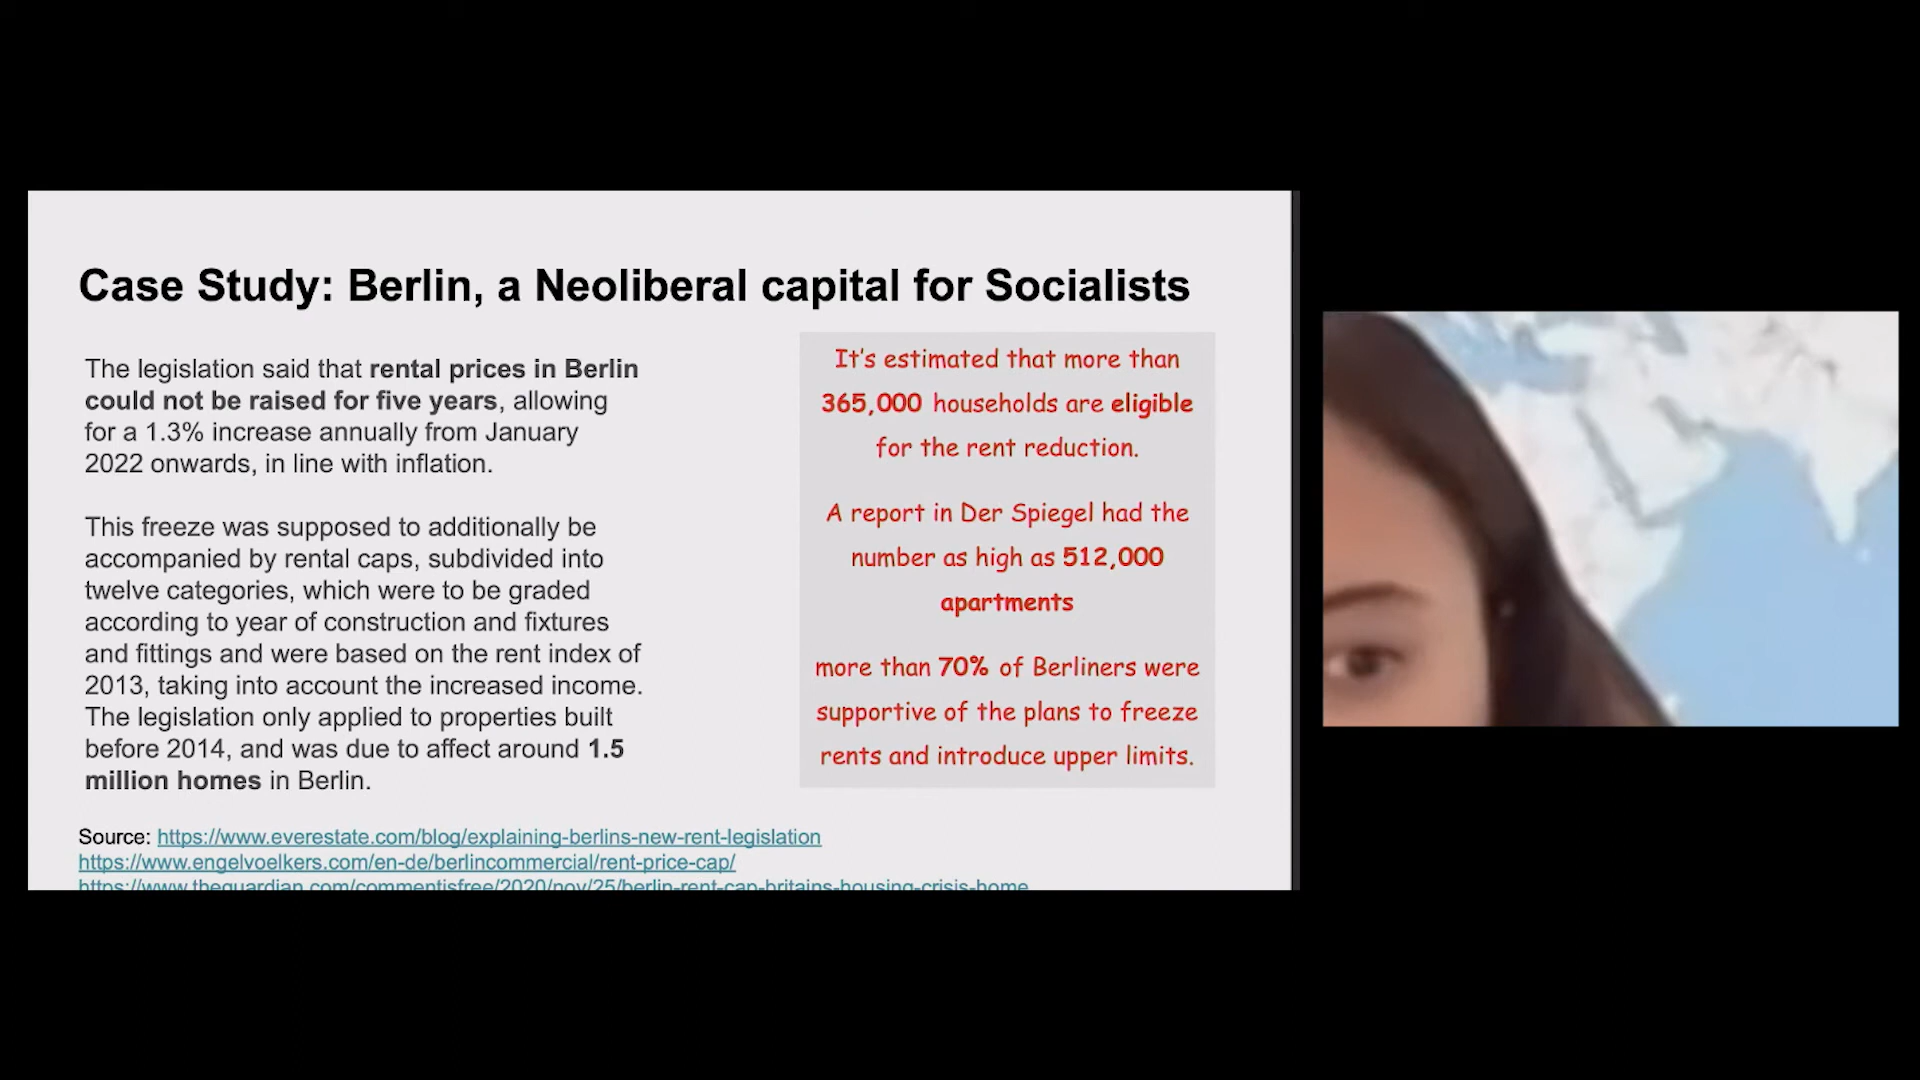 Case Study: Berlin, a Neoliberal capital for Socialists
The legislation said that rental prices in Berlin
could not be raised for five years, allowing
for a 1.3% increase annually from January
2022 onwards, in line with inflation.
This freeze was supposed to additionally be
accompanied by rental caps, subdivided into
twelve categories, which were to be graded
according to year of construction and fixtures
and fittings and were based on the rent index of
2013, taking into account the increased income.
The legislation only applied to properties built
before 2014, and was due to affect around 1.5
million homes in Berlin.
It's estimated that more than
365,000 households are eligible
for the rent reduction.
A report in Der Spiegel had the
number as high as 512,000
apartments
more than 70% of Berliners were
supportive of the plans to freeze
rents and introduce upper limits.
Source: https://www.everestate.com/blog/explaining-berlins-new-rent-legislation
https://www.engelvoelkers.com/en-de/berlincommercial/rent-price-cap/
https://www.theguardian.com/commentisfree/2020/nov/25/berlin-rent-cap-britains-housing-crisis-home